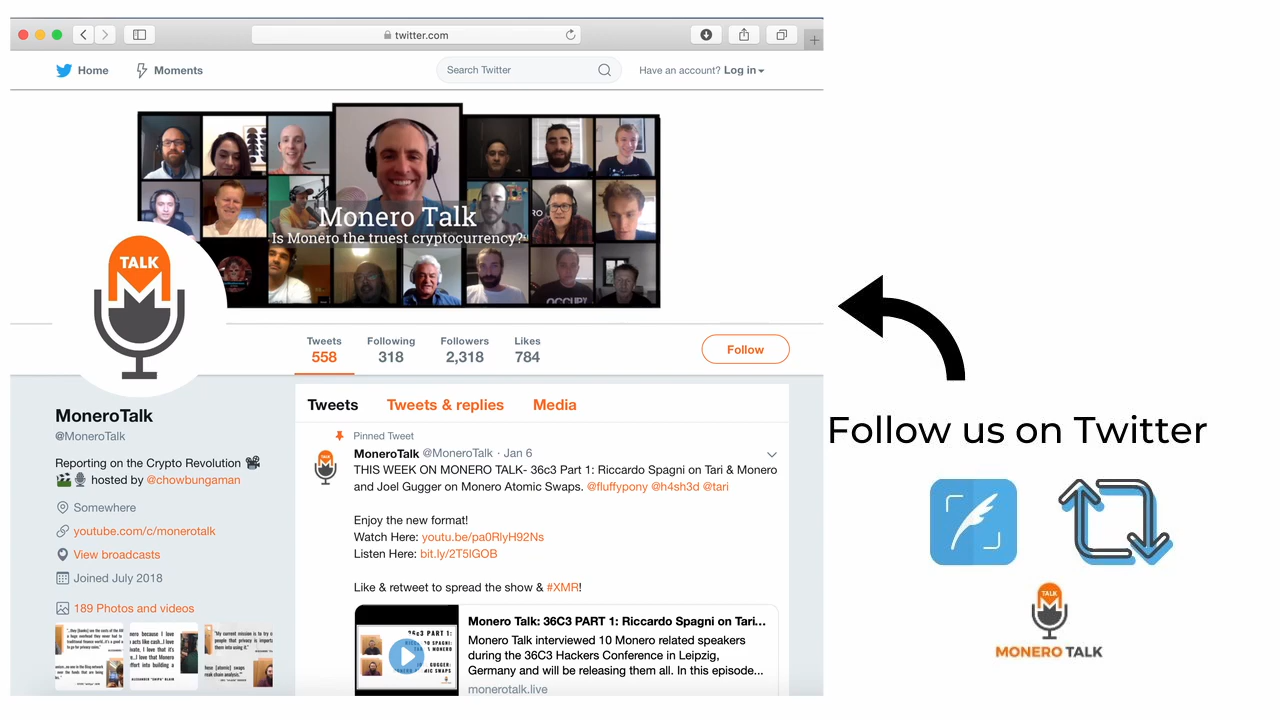 twitter.com
Home
Moments
Search Twitter
Have an account? Log in
Monero Talk
Is Monero the truest cryptocurrency?
OCCUPY
TALK
Tweets
558
Following
318
Followers
2,318
Likes
784
Follow
MoneroTalk
@MoneroTalk
Reporting on the Crypto Revolution
hosted by @chowbungaman
Somewhere
youtube.com/c/monerotalk
View broadcasts
Joined July 2018
189 Photos and videos
Tweets
Tweets & replies
Media
Pinned Tweet
MoneroTalk @MoneroTalk · Jan 6
THIS WEEK ON MONERO TALK- 36c3 Part 1: Riccardo Spagni on Tari & Monero
and Joel Gugger on Monero Atomic Swaps. @fluffypony @h4sh3d @tari
Enjoy the new format!
Watch Here: youtu.be/pa0RlyH92Ns
Listen Here: bit.ly/2T5IGOB
Like & retweet to spread the show & #XMR!
Monero Talk: 36C3 PART 1: Riccardo Spagni on Tari...
Monero Talk interviewed 10 Monero related speakers
during the 36C3 Hackers Conference in Leipzig,
Germany and will be releasing them all. In this episode...
monerotalk.live
Follow us on Twitter
TALK
MONERO TALK